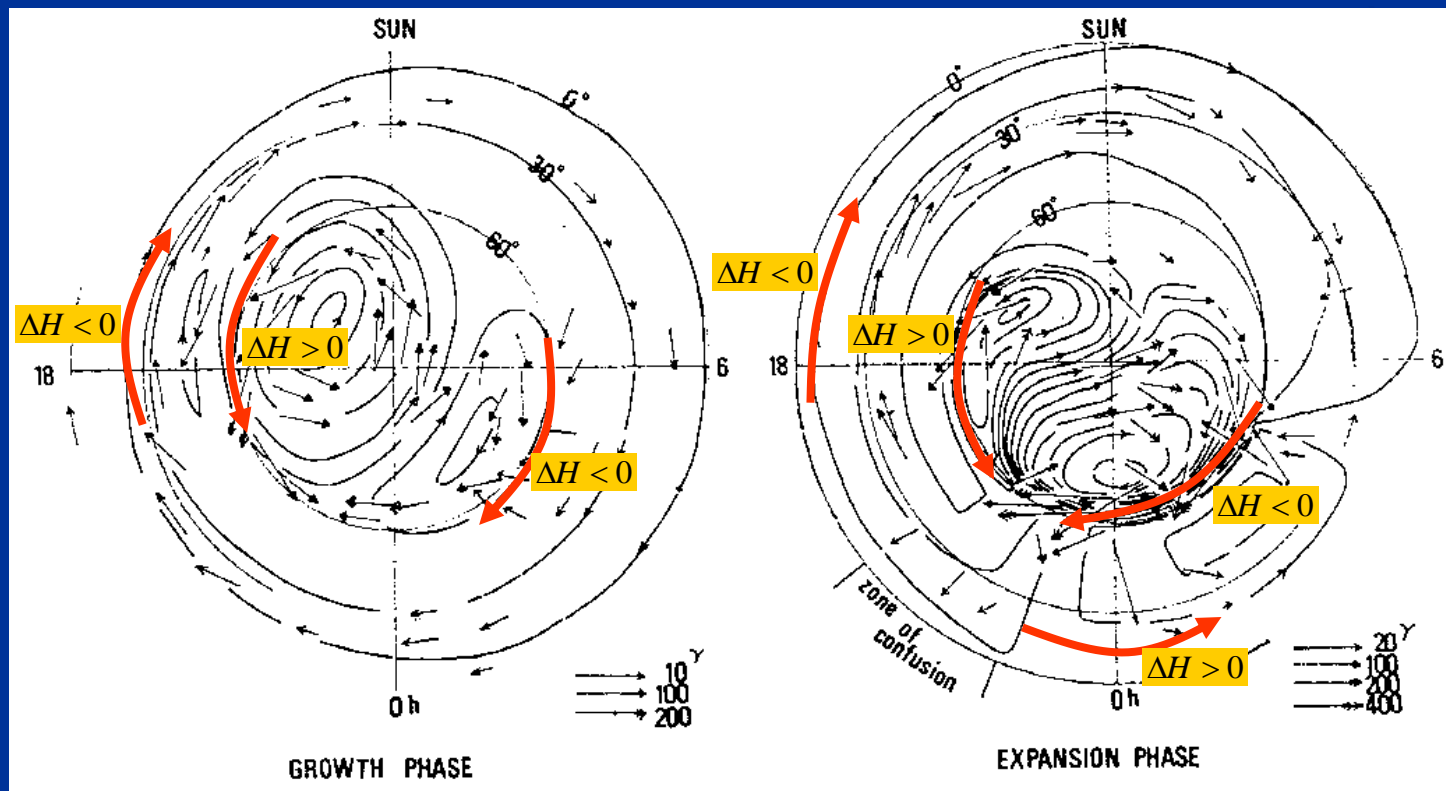 SUN
0°
30°
60°
ΔH < 0
ΔH > 0
18
6
ΔH < 0
0h
γ
10
100
200
GROWTH PHASE
SUN
0°
30°
60°
ΔH < 0
ΔH > 0
18
6
ΔH < 0
zone of
confusion
ΔH > 0
0h
γ
20
100
200
400
EXPANSION PHASE